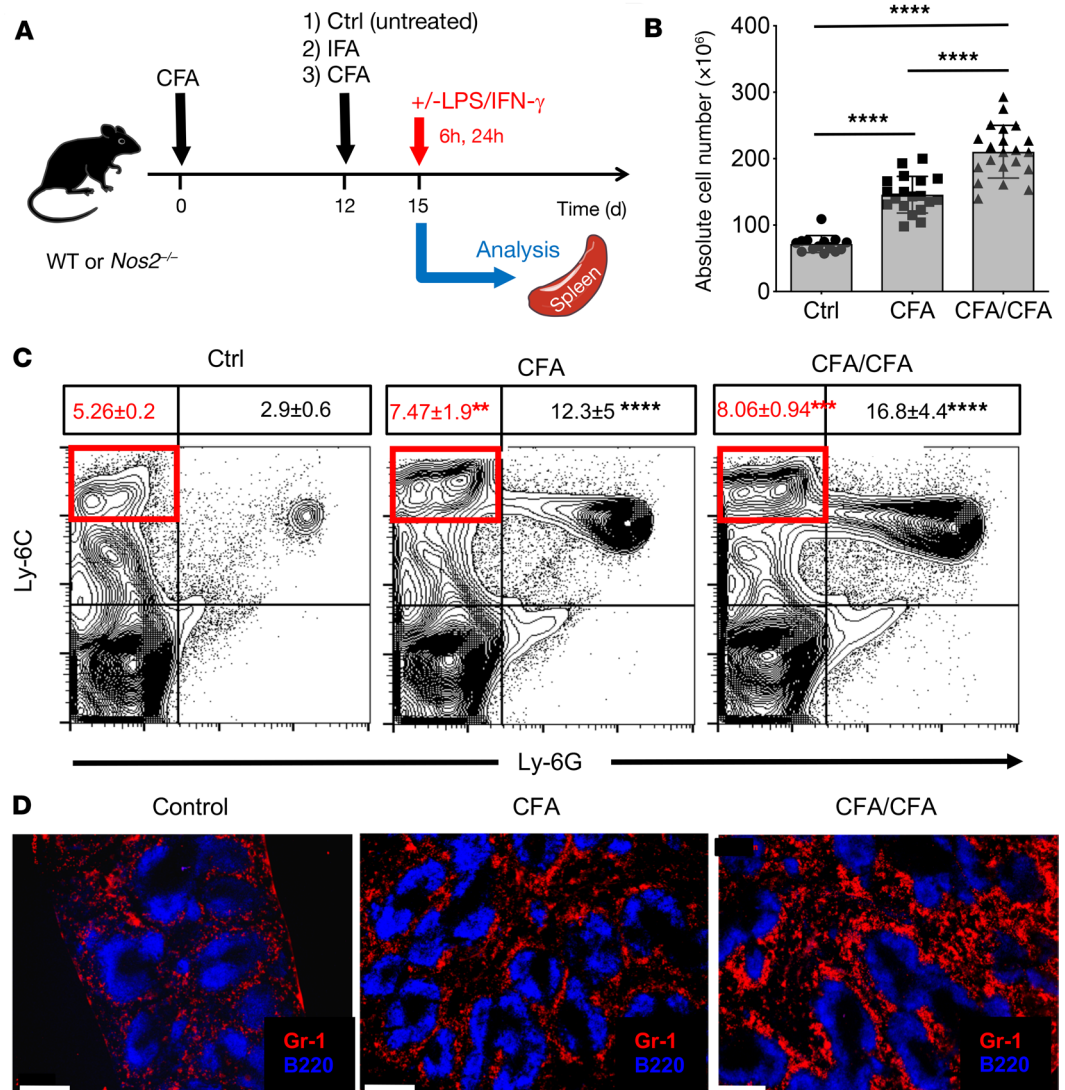 A
1) Ctrl (untreated)
2) IFA
3) CFA
CFA
+/-LPS/IFN-γ
6h, 24h
0
12
15
Time (d)
WT or Nos2–/–
Analysis
Spleen
B
Absolute cell number (×10⁶)
400
300
200
100
0
****
****
****
Ctrl
CFA
CFA/CFA
C
Ctrl
CFA
CFA/CFA
5.26±0.2
2.9±0.6
7.47±1.9**
12.3±5 ****
8.06±0.94***
16.8±4.4****
Ly-6C
Ly-6G
D
Control
CFA
CFA/CFA
Gr-1
B220
Gr-1
B220
Gr-1
B220